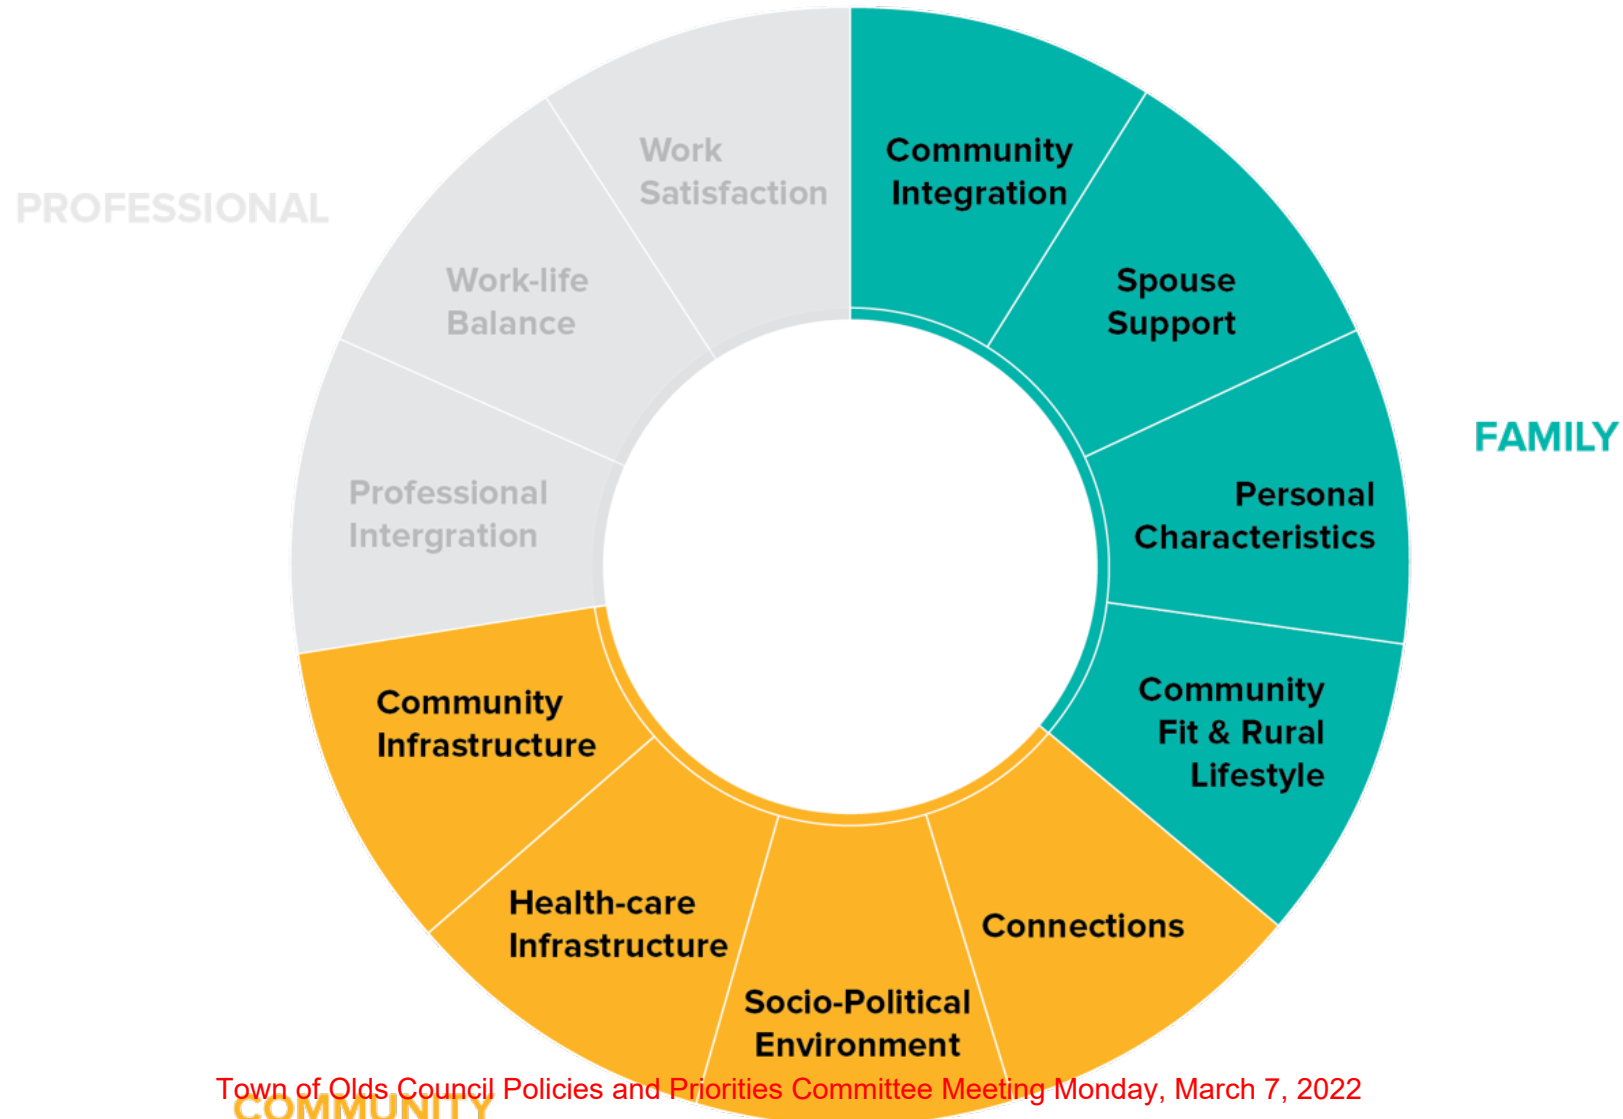 Work
Satisfaction
Community
Integration
PROFESSIONAL
Work-life
Balance
Spouse
Support
FAMILY
Professional
Intergration
Personal
Characteristics
Community
Infrastructure
Community
Fit & Rural
Lifestyle
Health-care
Infrastructure
Connections
Socio-Political
Environment
Town of Olds Council Policies and Priorities Committee Meeting Monday, March 7, 2022
COMMUNITY